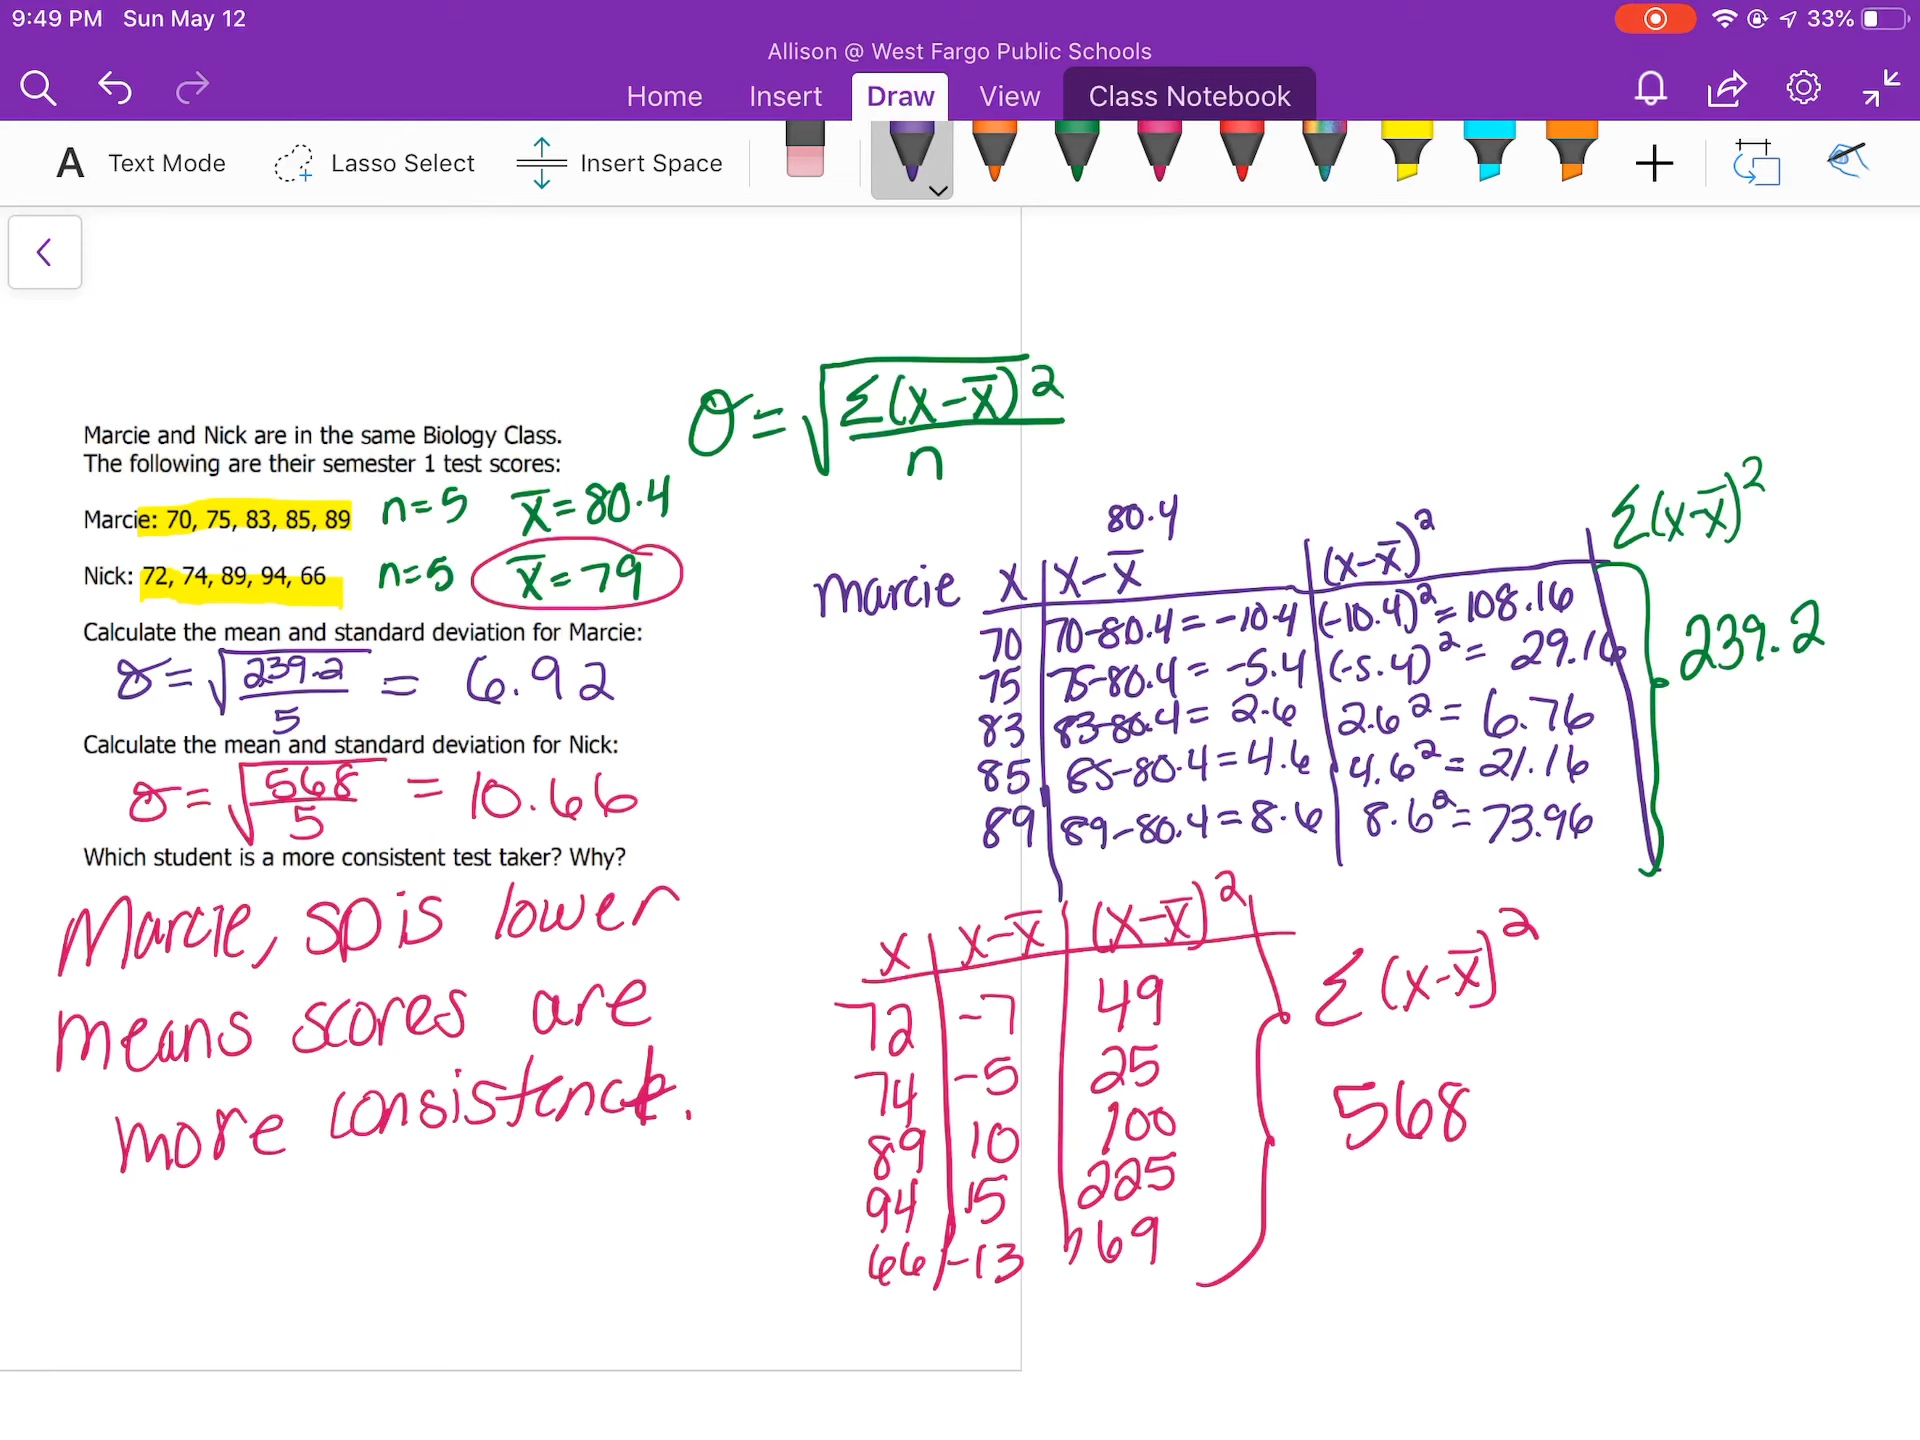 9:49 PM Sun May 12
33%
Allison @ West Fargo Public Schools
Home Insert Draw View Class Notebook
A Text Mode Lasso Select Insert Space
σ = √Σ(x-x̄)²/n
Marcie and Nick are in the same Biology Class.
The following are their semester 1 test scores:
Marcie: 70, 75, 83, 85, 89 n=5 x̄=80.4
Nick: 72, 74, 89, 94, 66 n=5 x̄=79
Calculate the mean and standard deviation for Marcie:
σ = √239.2/5 = 6.92
Calculate the mean and standard deviation for Nick:
σ = √568/5 = 10.66
Which student is a more consistent test taker? Why?
Marcie, SD is lower
means scores are
more consistent.
80.4
Marcie x x-x̄ (x-x̄)² Σ(x-x̄)²
70 70-80.4=-10.4 (-10.4)²=108.16
75 75-80.4=-5.4 (-5.4)²=29.16
83 83-80.4=2.6 2.6²=6.76
85 85-80.4=4.6 4.6²=21.16
89 89-80.4=8.6 8.6²=73.96
239.2
x x-x̄ (x-x̄)² Σ(x-x̄)²
72 -7 49
74 -5 25
89 10 100
94 15 225
66 -13 169
568